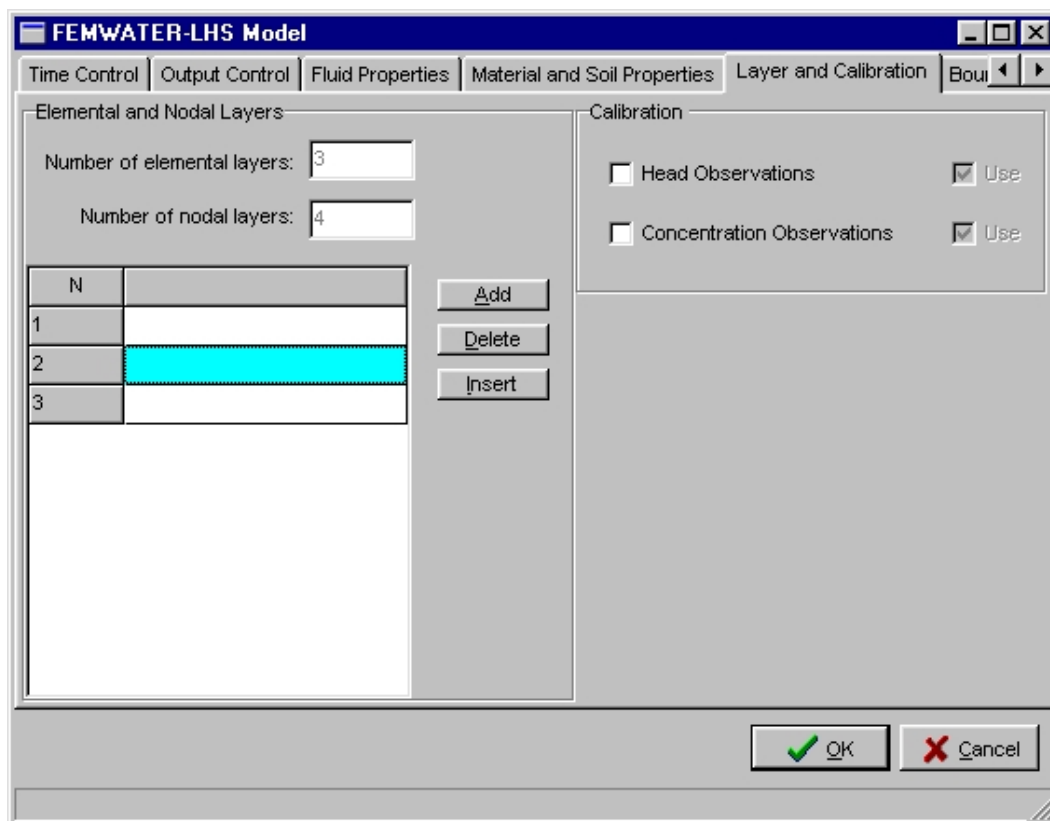 FEMWATER-LHS Model
Time Control
Output Control
Fluid Properties
Material and Soil Properties
Layer and Calibration
Elemental and Nodal Layers
Number of elemental layers: 3
Number of nodal layers: 4
N
1
2
3
Add
Delete
Insert
Calibration
Head Observations Use
Concentration Observations Use
OK
Cancel